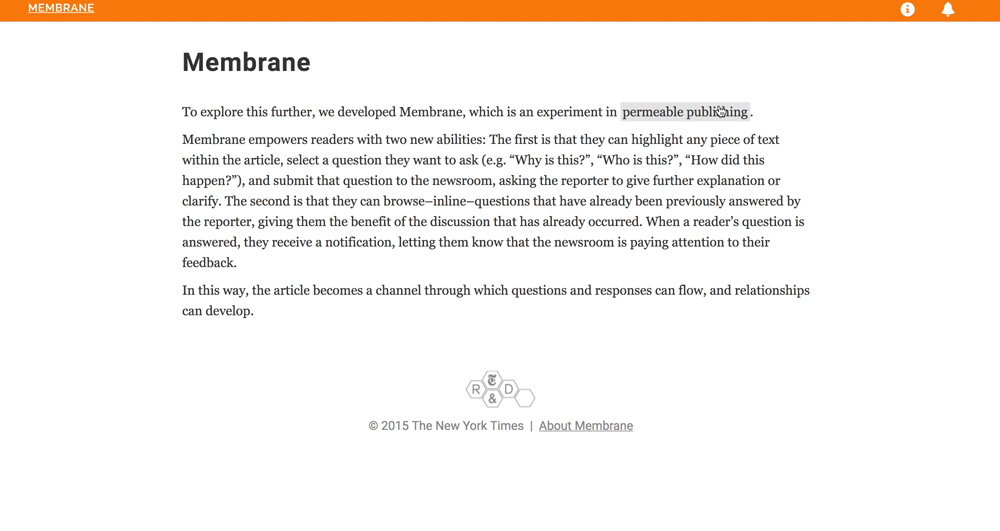 MEMBRANE
Membrane
To explore this further, we developed Membrane, which is an experiment in permeable publishing.
Membrane empowers readers with two new abilities: The first is that they can highlight any piece of text
within the article, select a question they want to ask (e.g. “Why is this?”, “Who is this?”, “How did this
happen?”), and submit that question to the newsroom, asking the reporter to give further explanation or
clarify. The second is that they can browse–inline–questions that have already been previously answered by
the reporter, giving them the benefit of the discussion that has already occurred. When a reader’s question is
answered, they receive a notification, letting them know that the newsroom is paying attention to their
feedback.
In this way, the article becomes a channel through which questions and responses can flow, and relationships
can develop.
R T D
&
© 2015 The New York Times | About Membrane